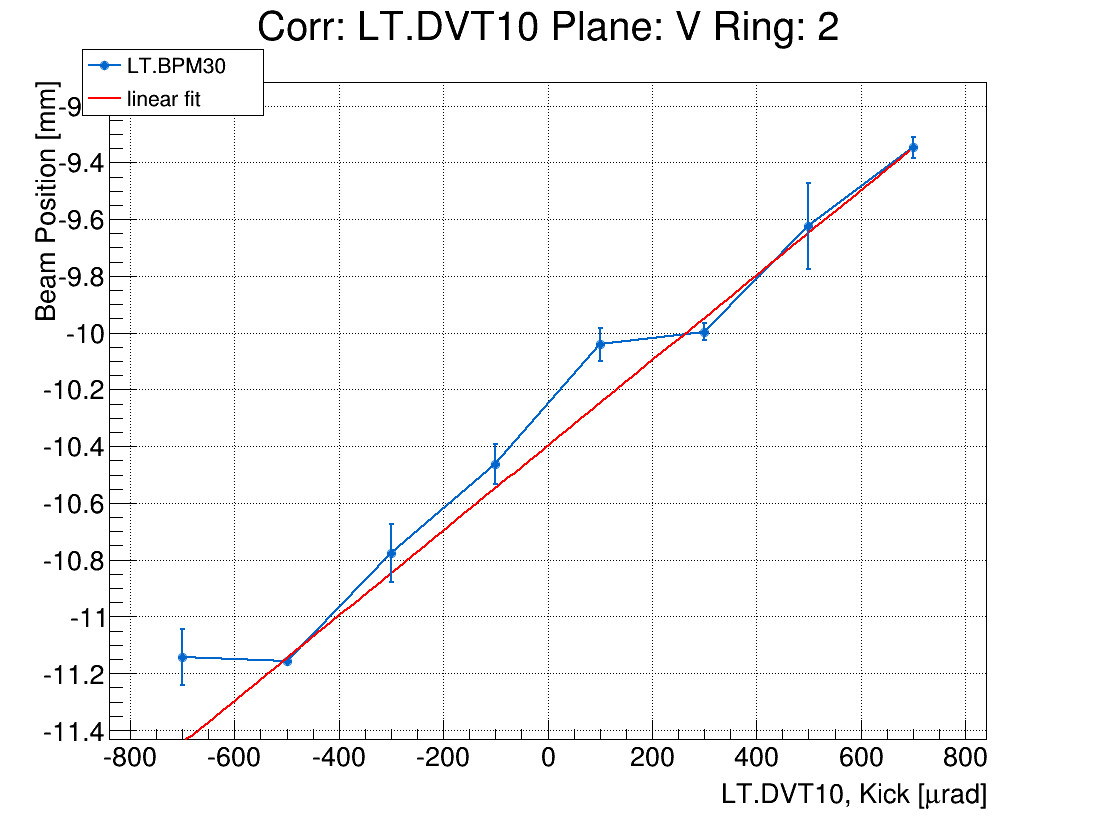 Corr: LT.DVT10 Plane: V Ring: 2
LT.BPM30
linear fit
Beam Position [mm]
-9
-9.4
-9.6
-9.8
-10
-10.2
-10.4
-10.6
-10.8
-11
-11.2
-11.4
-800 -600 -400 -200 0 200 400 600 800
LT.DVT10, Kick [μrad]